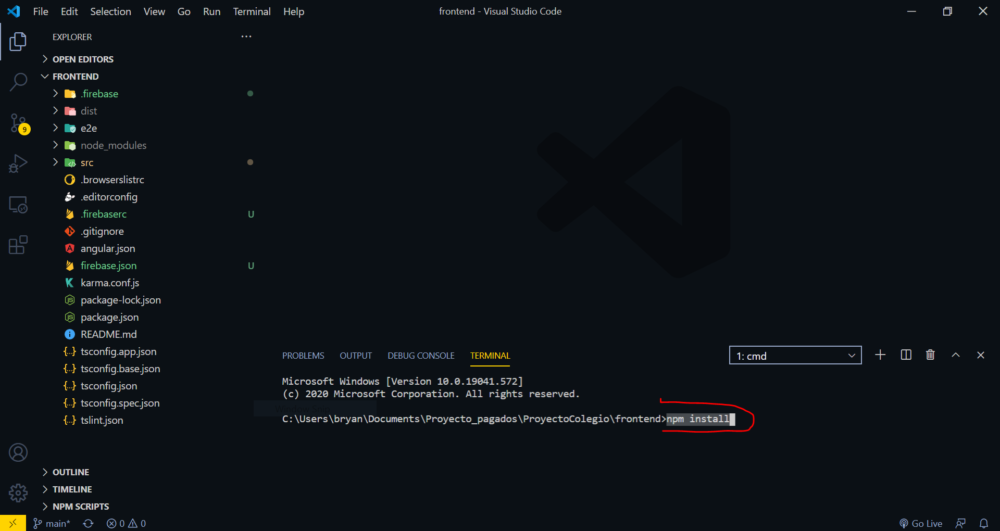 File Edit Selection View Go Run Terminal Help
frontend - Visual Studio Code
EXPLORER
OPEN EDITORS
FRONTEND
.firebase
dist
e2e
node_modules
src
.browserslistrc
.editorconfig
.firebaserc U
.gitignore
angular.json
firebase.json U
karma.conf.js
package-lock.json
package.json
README.md
tsconfig.app.json
tsconfig.base.json
tsconfig.json
tsconfig.spec.json
tslint.json
OUTLINE
TIMELINE
NPM SCRIPTS
9
PROBLEMS OUTPUT DEBUG CONSOLE TERMINAL
1: cmd
Microsoft Windows [Version 10.0.19041.572]
(c) 2020 Microsoft Corporation. All rights reserved.
Window Snip
C:\Users\bryan\Documents\Proyecto_pagados\ProyectoColegio\frontend>npm install
main* 0 0
Go Live